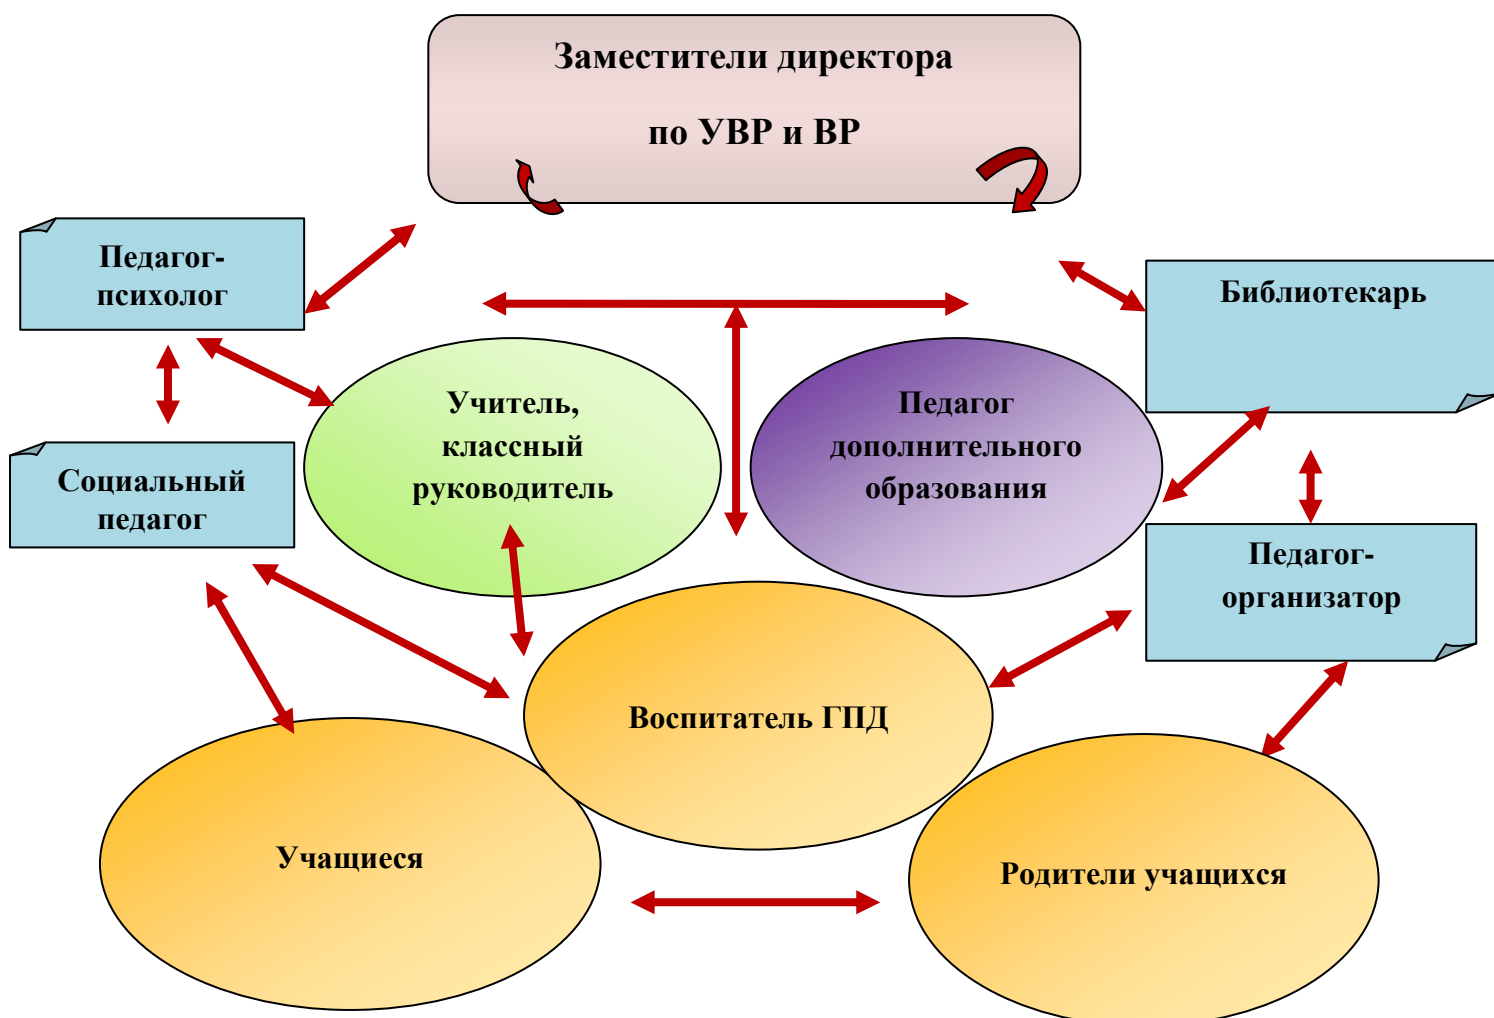 Заместители директора
по УВР и ВР
Педагог-
психолог
Библиотекарь
Учитель,
классный
руководитель
Педагог
дополнительного
образования
Социальный
педагог
Педагог-
организатор
Воспитатель ГПД
Учащиеся
Родители учащихся